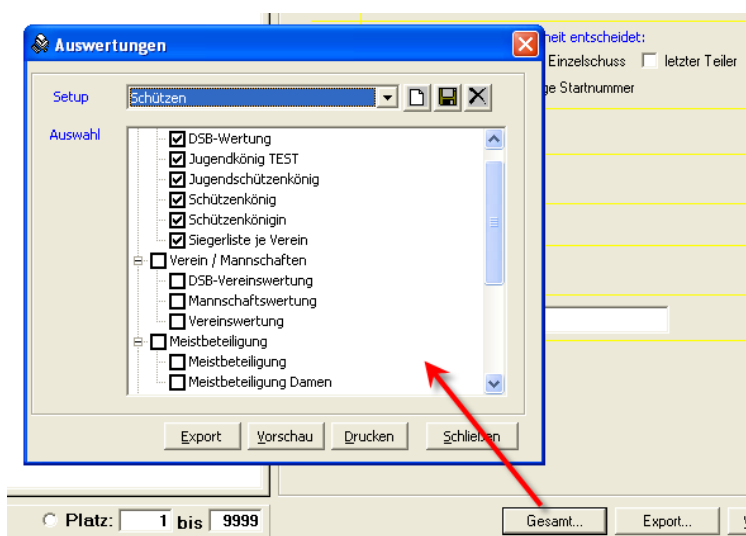 Auswertungen
Setup Schützen
Auswahl
DSB-Wertung
Jugendkönig TEST
Jugendschützenkönig
Schützenkönig
Schützenkönigin
Siegerliste je Verein
Verein / Mannschaften
DSB-Vereinswertung
Mannschaftswertung
Vereinswertung
Meistbeteiligung
Meistbeteiligung
Meistbeteiligung Damen
Export Vorschau Drucken Schließen
entscheidet:
Einzelschuss letzter Teiler
Startnummer
Platz: 1 bis 9999
Gesamt... Export...